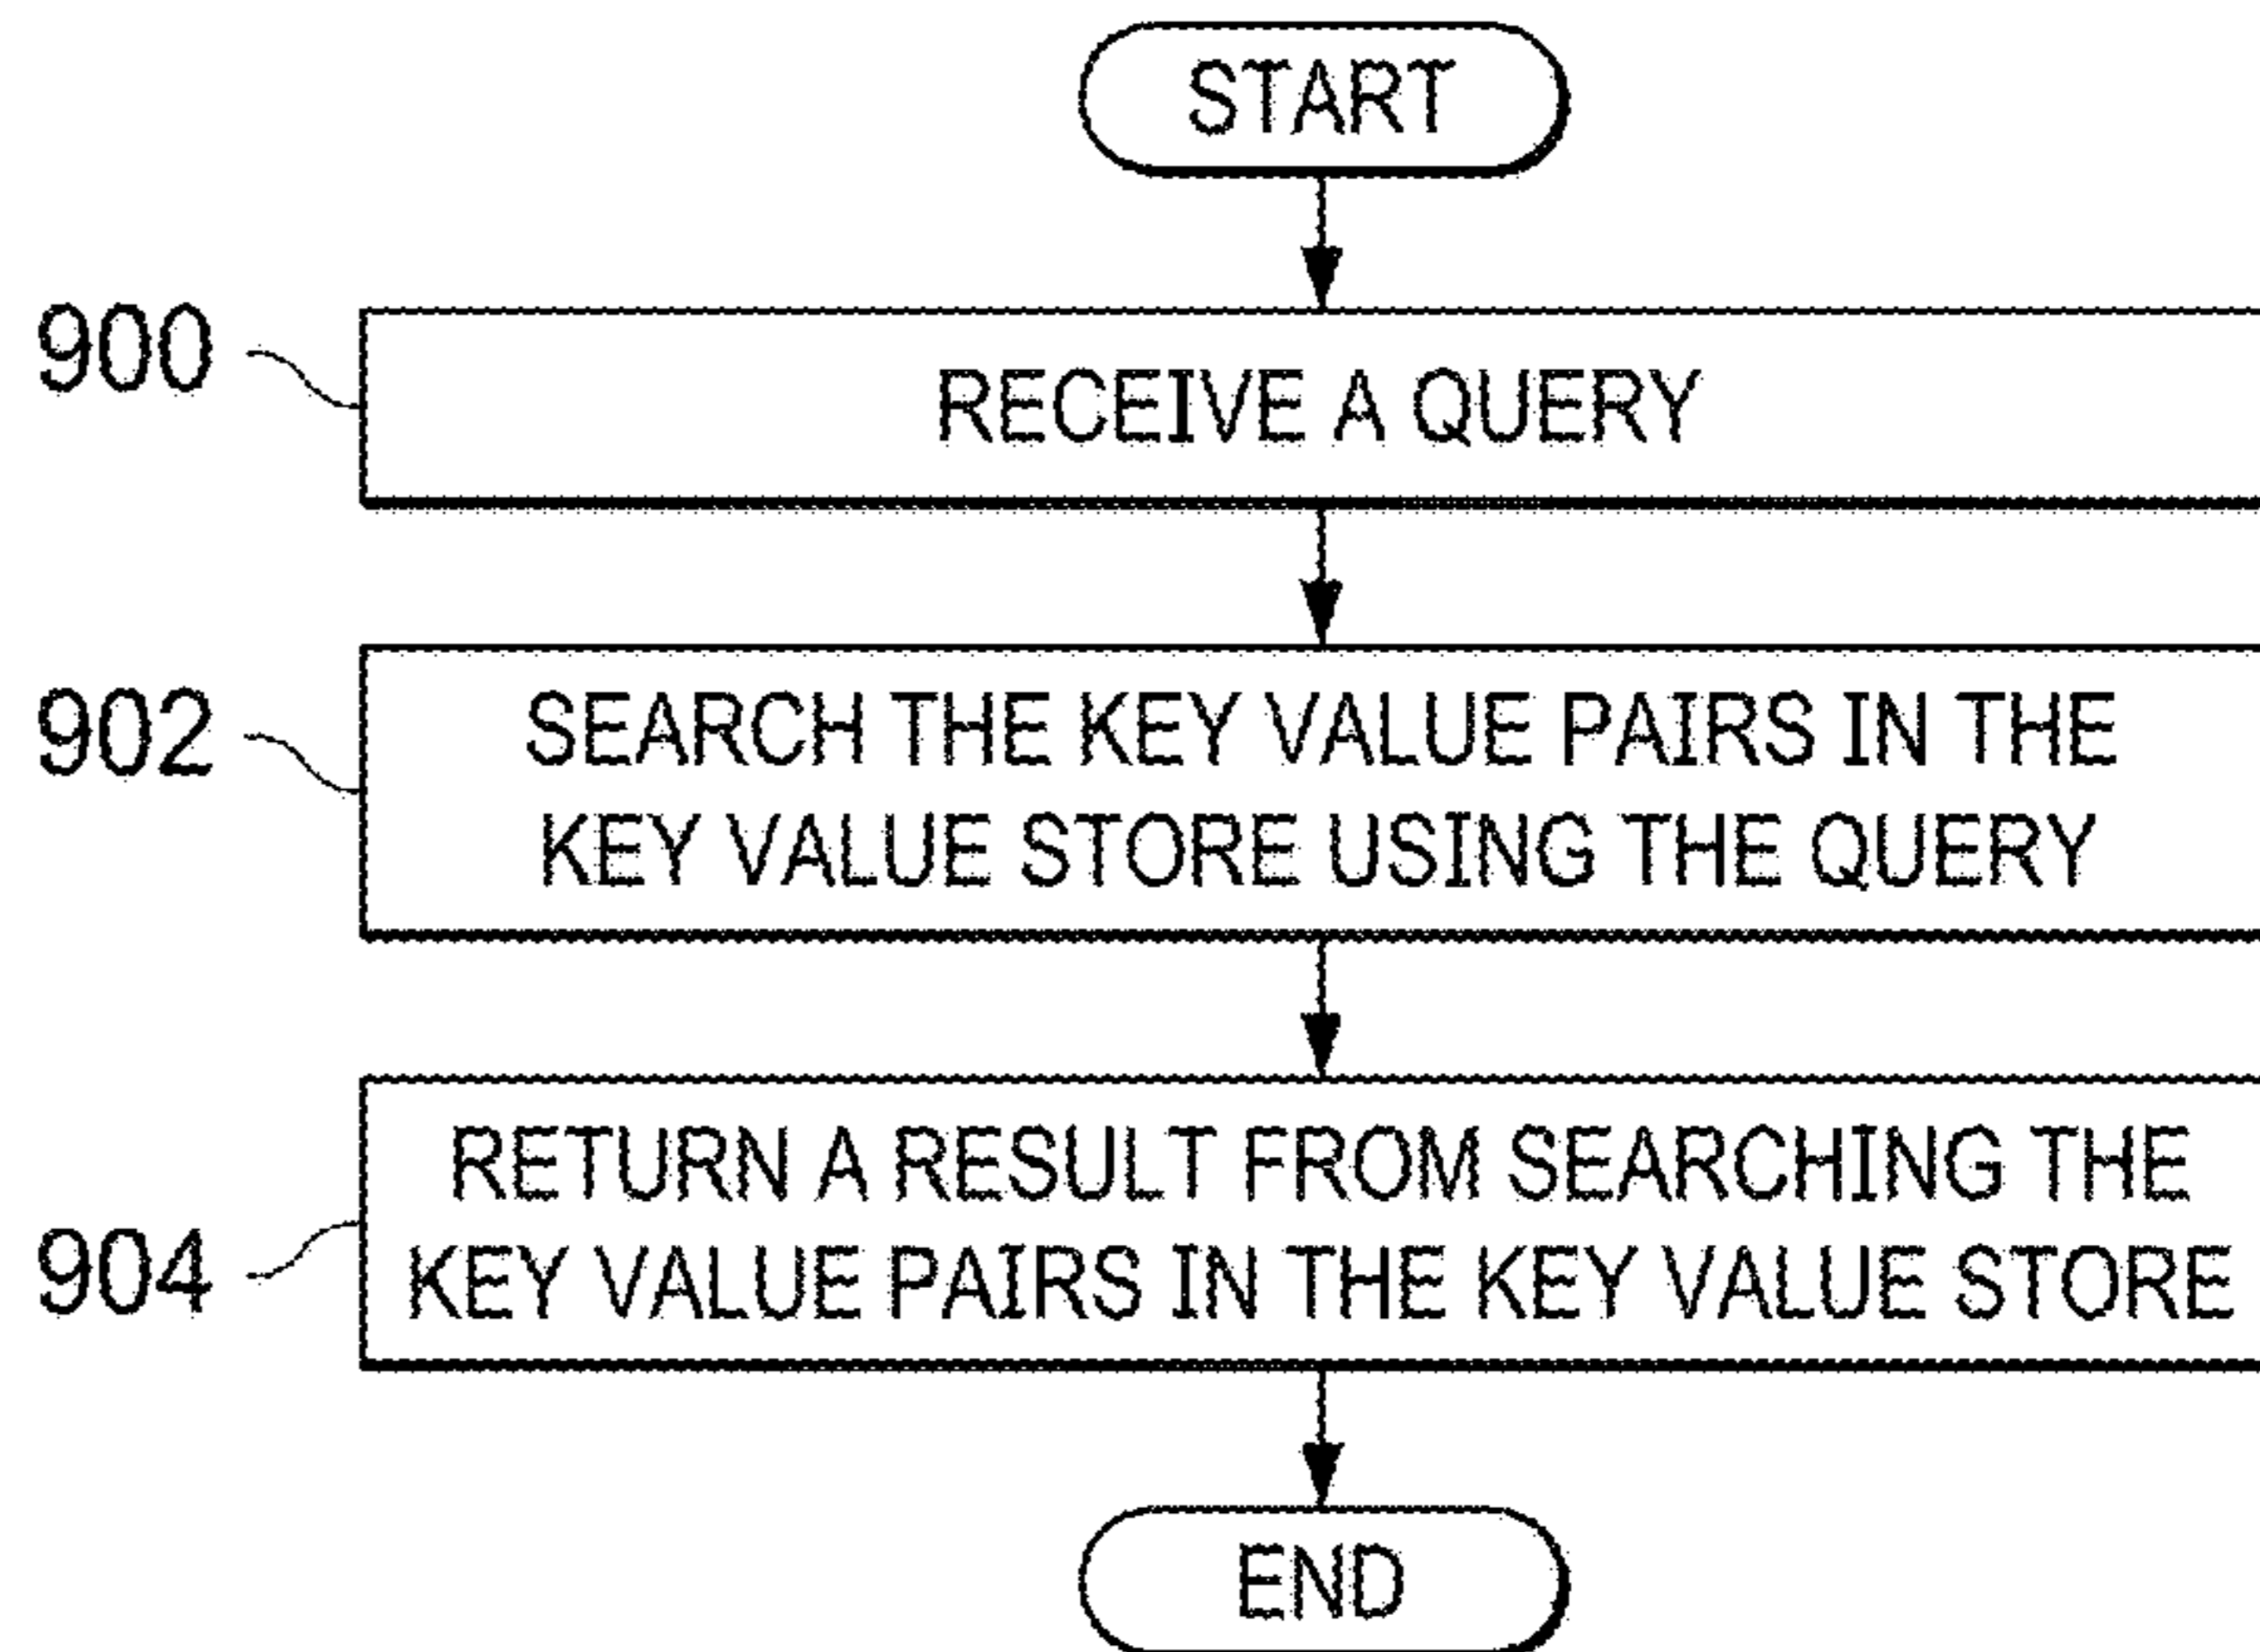 START
900
RECEIVE A QUERY
902
SEARCH THE KEY VALUE PAIRS IN THE
KEY VALUE STORE USING THE QUERY
904
RETURN A RESULT FROM SEARCHING THE
KEY VALUE PAIRS IN THE KEY VALUE STORE
END